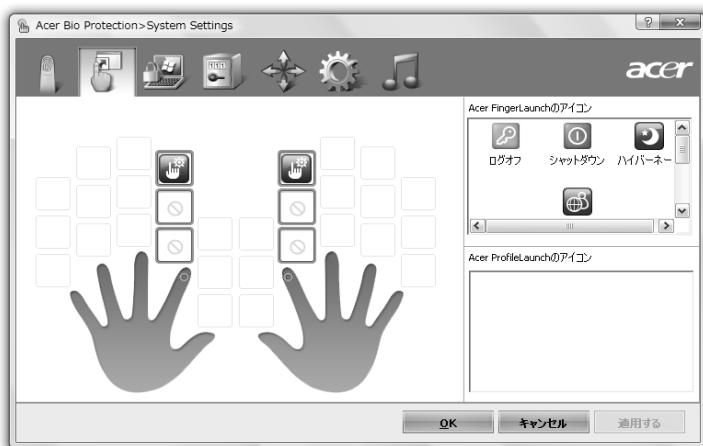 Acer Bio Protection>System Settings
acer
Acer FingerLaunchのアイコン
ログオフ シャットダウン ハイバーネー
Acer ProfileLaunchのアイコン
OK キャンセル 適用する